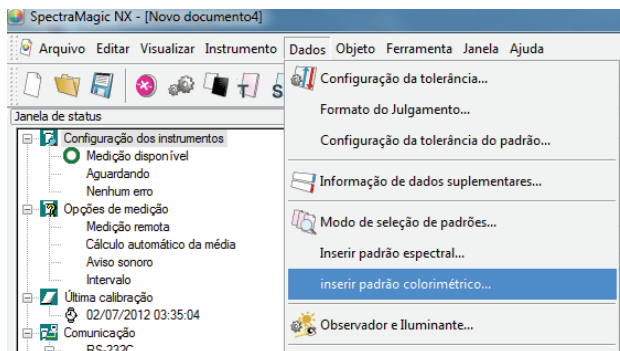 SpectraMagic NX - [Novo documento4]
Arquivo Editar Visualizar Instrumento Dados Objeto Ferramenta Janela Ajuda
Janela de status
Configuração dos instrumentos
Medição disponível
Aguardando
Nenhum erro
Opções de medição
Medição remota
Cálculo automático da média
Aviso sonoro
Intervalo
Última calibração
02/07/2012 03:35:04
Comunicação
RS-232C
Configuração da tolerância...
Formato do Julgamento...
Configuração da tolerância do padrão...
Informação de dados suplementares...
Modo de seleção de padrões...
Inserir padrão espectral...
inserir padrão colorimétrico...
Observador e Iluminante...